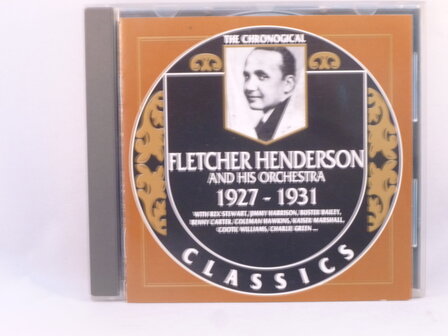 THE CHRONOGICAL
FLETCHER HENDERSON
AND HIS ORCHESTRA
1927 - 1931
WITH REX STEWART, JIMMY HARRISON, BUSTER BAILEY,
BENNY CARTER, COLEMAN HAWKINS, KAISER MARSHALL,
COOTIE WILLIAMS, CHARLIE GREEN ...
CLASSICS